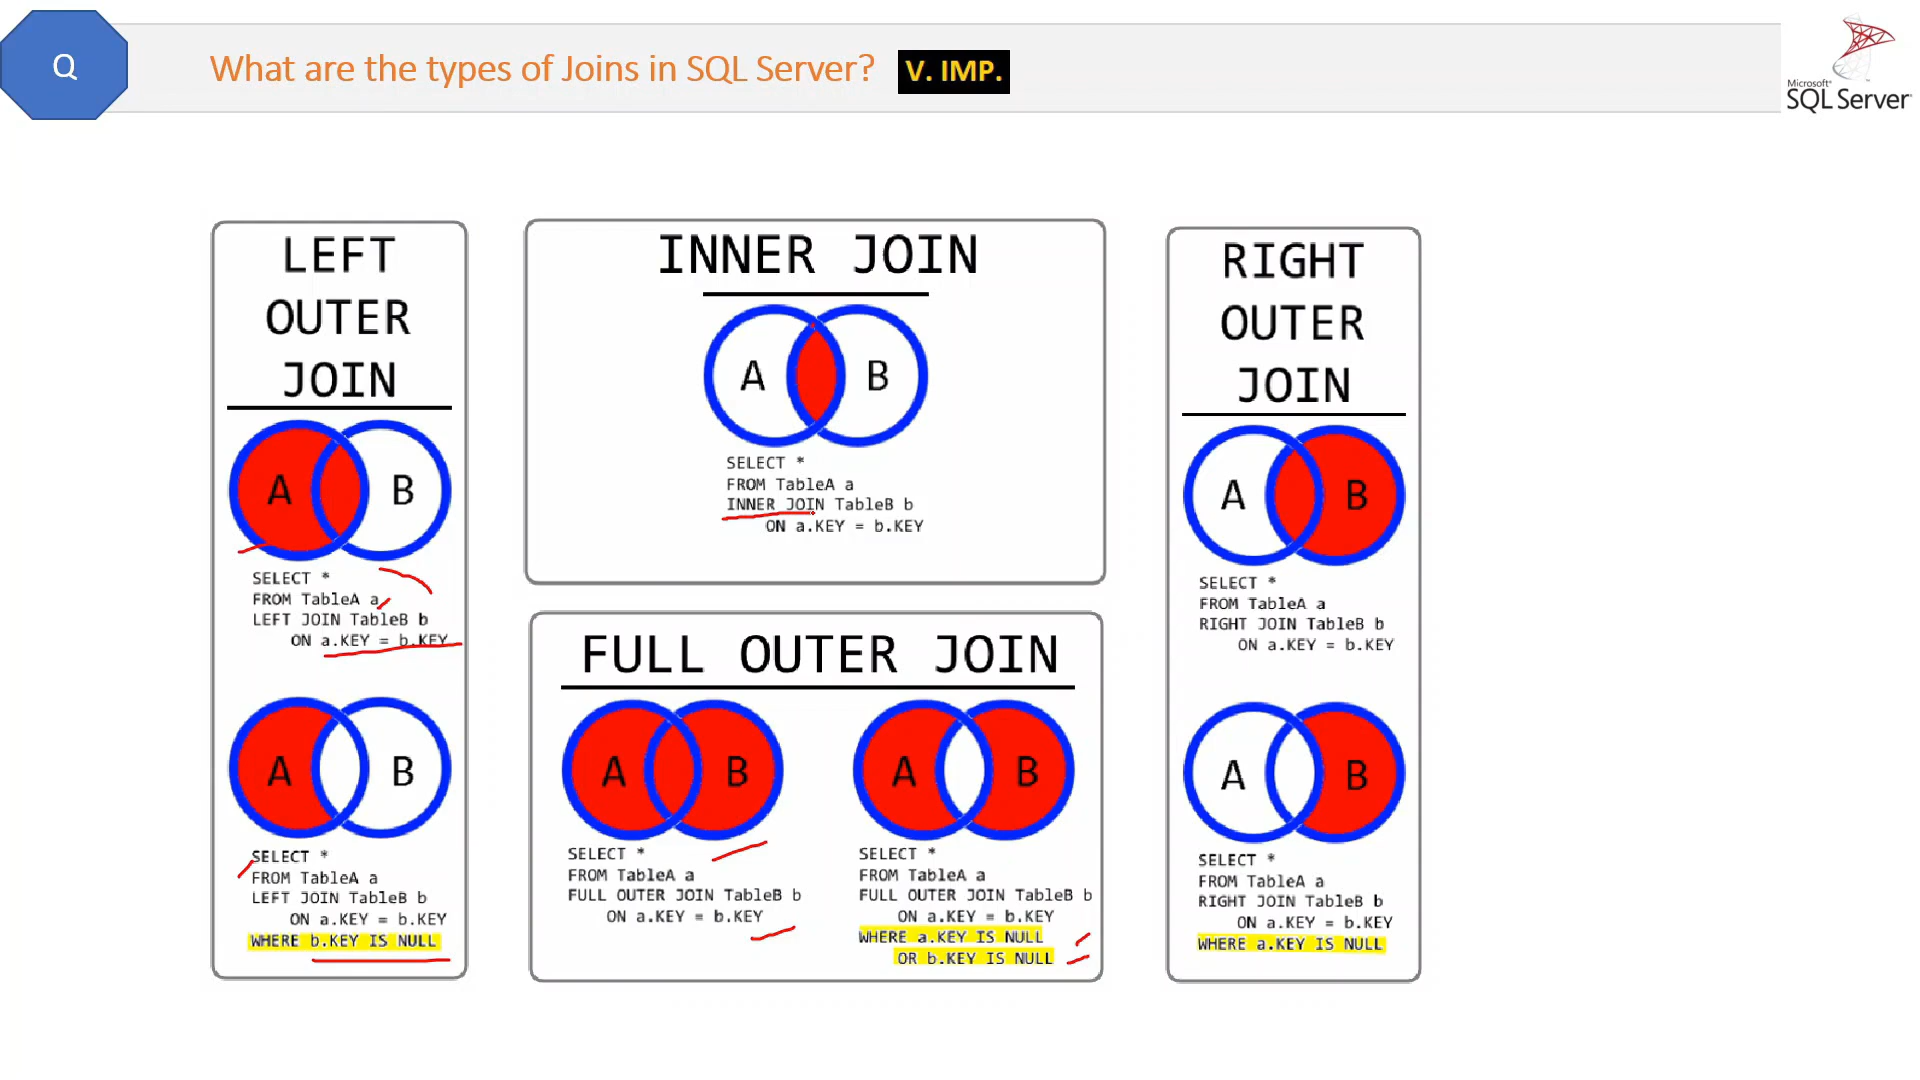 Q
What are the types of Joins in SQL Server?
V. IMP.
Microsoft®
SQL Server
LEFT
OUTER
JOIN
A
B
SELECT *
FROM TableA a
LEFT JOIN TableB b
ON a.KEY = b.KEY
A
B
SELECT *
FROM TableA a
LEFT JOIN TableB b
ON a.KEY = b.KEY
WHERE b.KEY IS NULL
INNER JOIN
A
B
SELECT *
FROM TableA a
INNER JOIN TableB b
ON a.KEY = b.KEY
FULL OUTER JOIN
A
B
SELECT *
FROM TableA a
FULL OUTER JOIN TableB b
ON a.KEY = b.KEY
A
B
SELECT *
FROM TableA a
FULL OUTER JOIN TableB b
ON a.KEY = b.KEY
WHERE a.KEY IS NULL
OR b.KEY IS NULL
RIGHT
OUTER
JOIN
A
B
SELECT *
FROM TableA a
RIGHT JOIN TableB b
ON a.KEY = b.KEY
A
B
SELECT *
FROM TableA a
RIGHT JOIN TableB b
ON a.KEY = b.KEY
WHERE a.KEY IS NULL